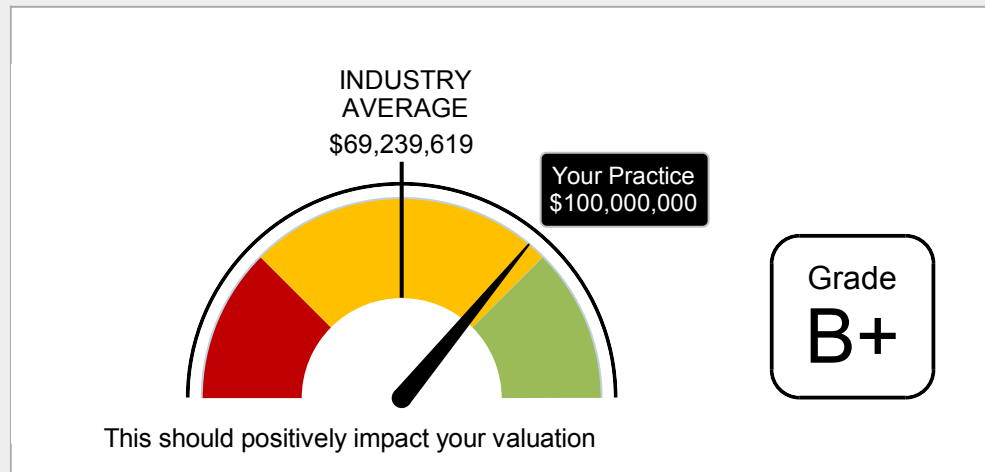 INDUSTRY
AVERAGE
$69,239,619
Your Practice
$100,000,000
Grade
B+
This should positively impact your valuation